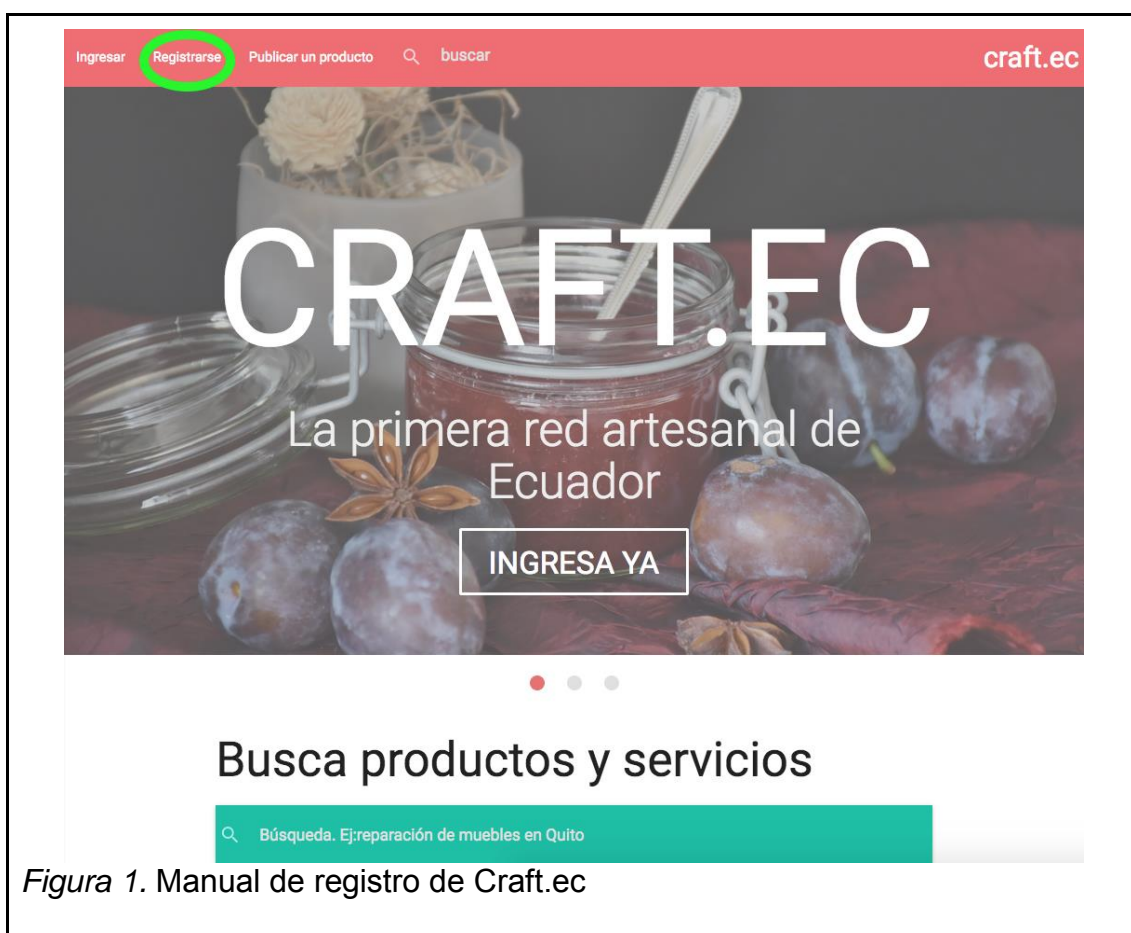 Ingresar Registrarse Publicar un producto buscar craft.ec
CRAFT.EC
La primera red artesanal de
Ecuador
INGRESA YA
Busca productos y servicios
Búsqueda. Ej:reparación de muebles en Quito
Figura 1. Manual de registro de Craft.ec